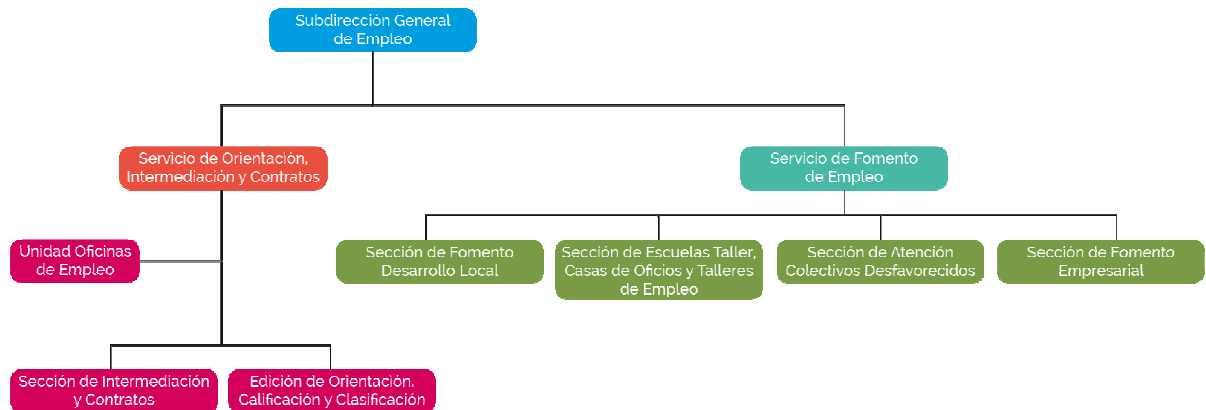 Subdirección General
de Empleo
Servicio de Orientación,
Intermediación y Contratos
Servicio de Fomento
de Empleo
Unidad Oficinas
de Empleo
Sección de Fomento
Desarrollo Local
Sección de Escuelas Taller,
Casas de Oficios y Talleres
de Empleo
Sección de Atención
Colectivos Desfavorecidos
Sección de Fomento
Empresarial
Sección de Intermediación
y Contratos
Edición de Orientación.
Calificación y Clasificación